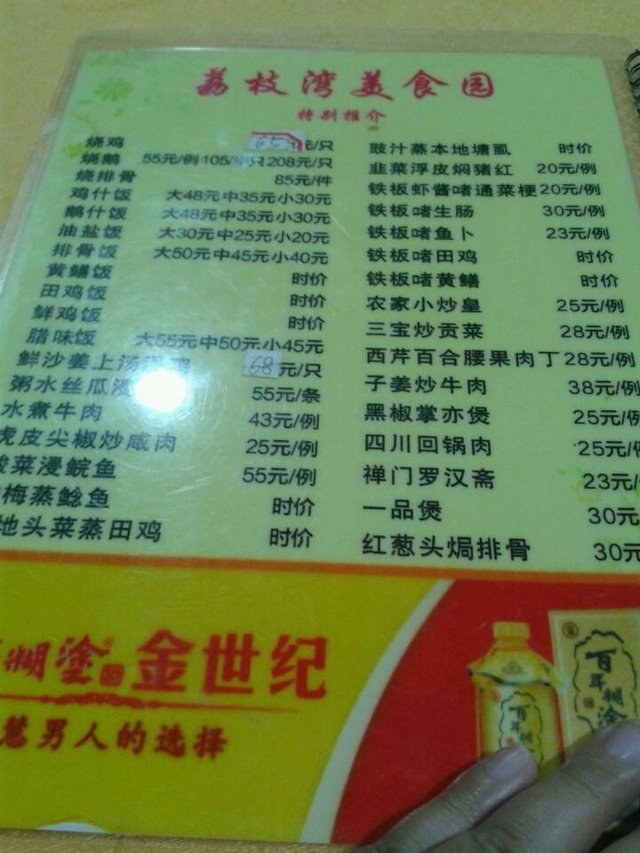 荔枝湾美食园
特别推介
烧鸡 65元/只
烧鹅 55元/例 105/半只 208元/只
烧排骨 85元/件
鸡什饭 大48元中35元小30元
鹅什饭 大48元中35元小30元
油盐饭 大30元中25元小20元
排骨饭 大50元中45元小40元
黄鳝饭 时价
田鸡饭 时价
鲜鸡饭 时价
腊味饭 大55元中50元小45元
鲜沙姜上汤 68元/只
粥水丝瓜浸 55元/条
水煮牛肉 43元/例
虎皮尖椒炒咸肉 25元/例
酸菜浸鲩鱼 55元/例
梅蒸鲶鱼 时价
地头菜蒸田鸡 时价
豉汁蒸本地塘虱 时价
韭菜浮皮焖猪红 20元/例
铁板虾酱啫通菜梗 20元/例
铁板啫生肠 30元/例
铁板啫鱼卜 23元/例
铁板啫田鸡 时价
铁板啫黄鳝 时价
农家小炒皇 25元/例
三宝炒贡菜 28元/例
西芹百合腰果肉丁 28元/例
子姜炒牛肉 38元/例
黑椒掌亦煲 25元/例
四川回锅肉 25元/例
禅门罗汉斋 23元/
一品煲 30元
红葱头焗排骨 30元
糊塗 金世纪
慧男人的选择
百年糊塗
百年糊塗